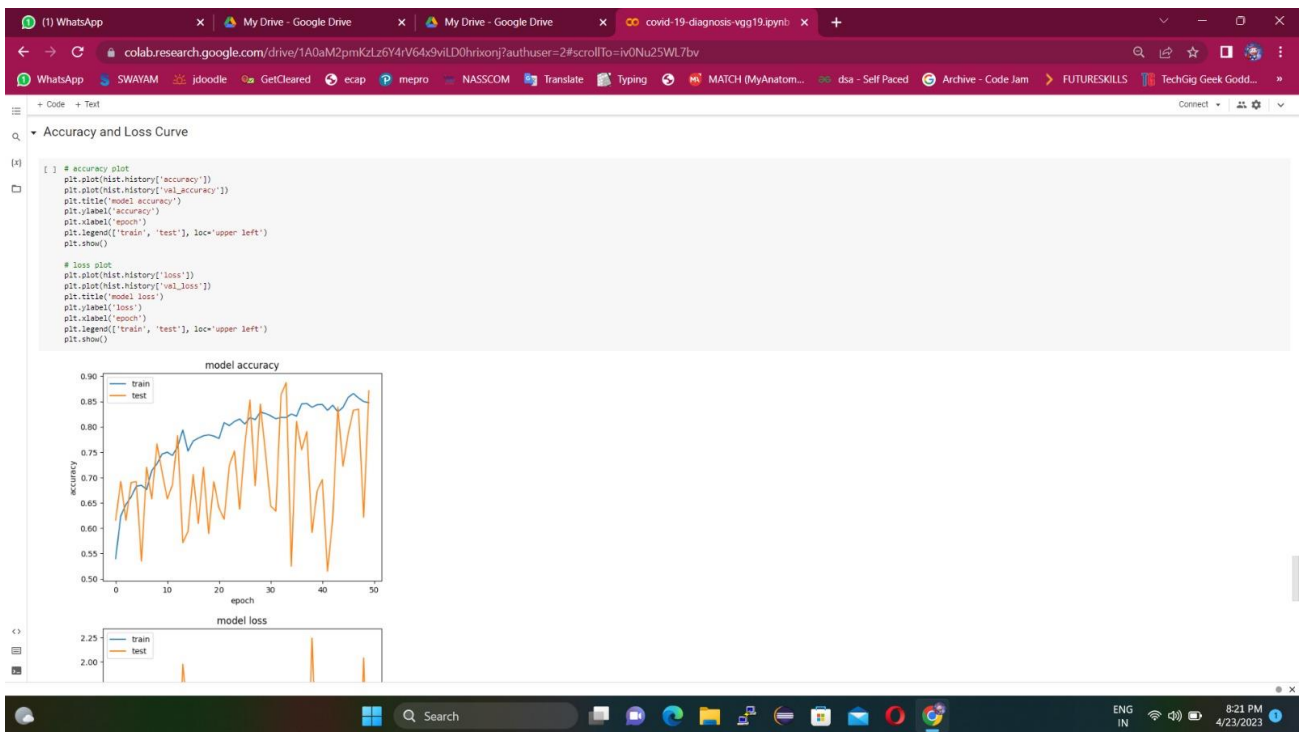 (1) WhatsApp
My Drive - Google Drive
My Drive - Google Drive
covid-19-diagnosis-vgg19.ipynb
colab.research.google.com/drive/1A0aM2pmKzLz6Y4rV64x9viLD0hrixonj?authuser=2#scrollTo=iv0Nu25WL7bv
WhatsApp SWAYAM jdoodle GetCleared ecap mepro NASSCOM Translate Typing MATCH (MyAnatom... dsa - Self Paced Archive - Code Jam FUTURESKILLS TechGig Geek Godd... »
+ Code + Text
Connect
Accuracy and Loss Curve
{x}
[ ] # accuracy plot
plt.plot(hist.history['accuracy'])
plt.plot(hist.history['val_accuracy'])
plt.title('model accuracy')
plt.ylabel('accuracy')
plt.xlabel('epoch')
plt.legend(['train', 'test'], loc='upper left')
plt.show()
# loss plot
plt.plot(hist.history['loss'])
plt.plot(hist.history['val_loss'])
plt.title('model loss')
plt.ylabel('loss')
plt.xlabel('epoch')
plt.legend(['train', 'test'], loc='upper left')
plt.show()
model accuracy
train
test
0.90
0.85
0.80
0.75
0.70
0.65
0.60
0.55
0.50
accuracy
0 10 20 30 40 50
epoch
model loss
train
test
2.25
2.00
Search
ENG
IN
8:21 PM
4/23/2023
1